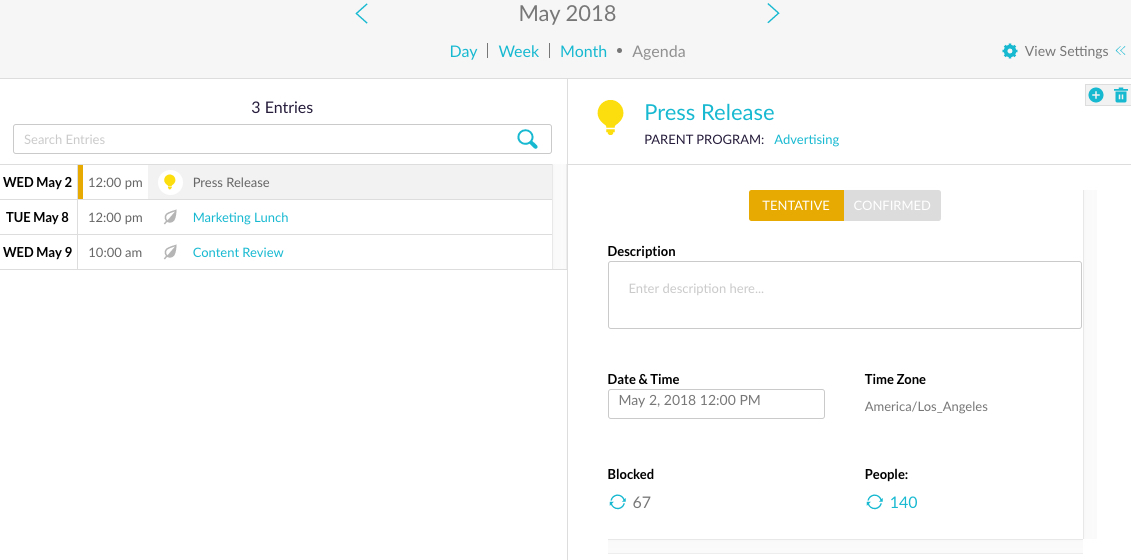 May 2018
Day | Week | Month • Agenda
View Settings
3 Entries
Search Entries
WED May 2 12:00 pm Press Release
TUE May 8 12:00 pm Marketing Lunch
WED May 9 10:00 am Content Review
Press Release
PARENT PROGRAM: Advertising
TENTATIVE CONFIRMED
Description
Enter description here...
Date & Time Time Zone
May 2, 2018 12:00 PM America/Los_Angeles
Blocked People:
67 140